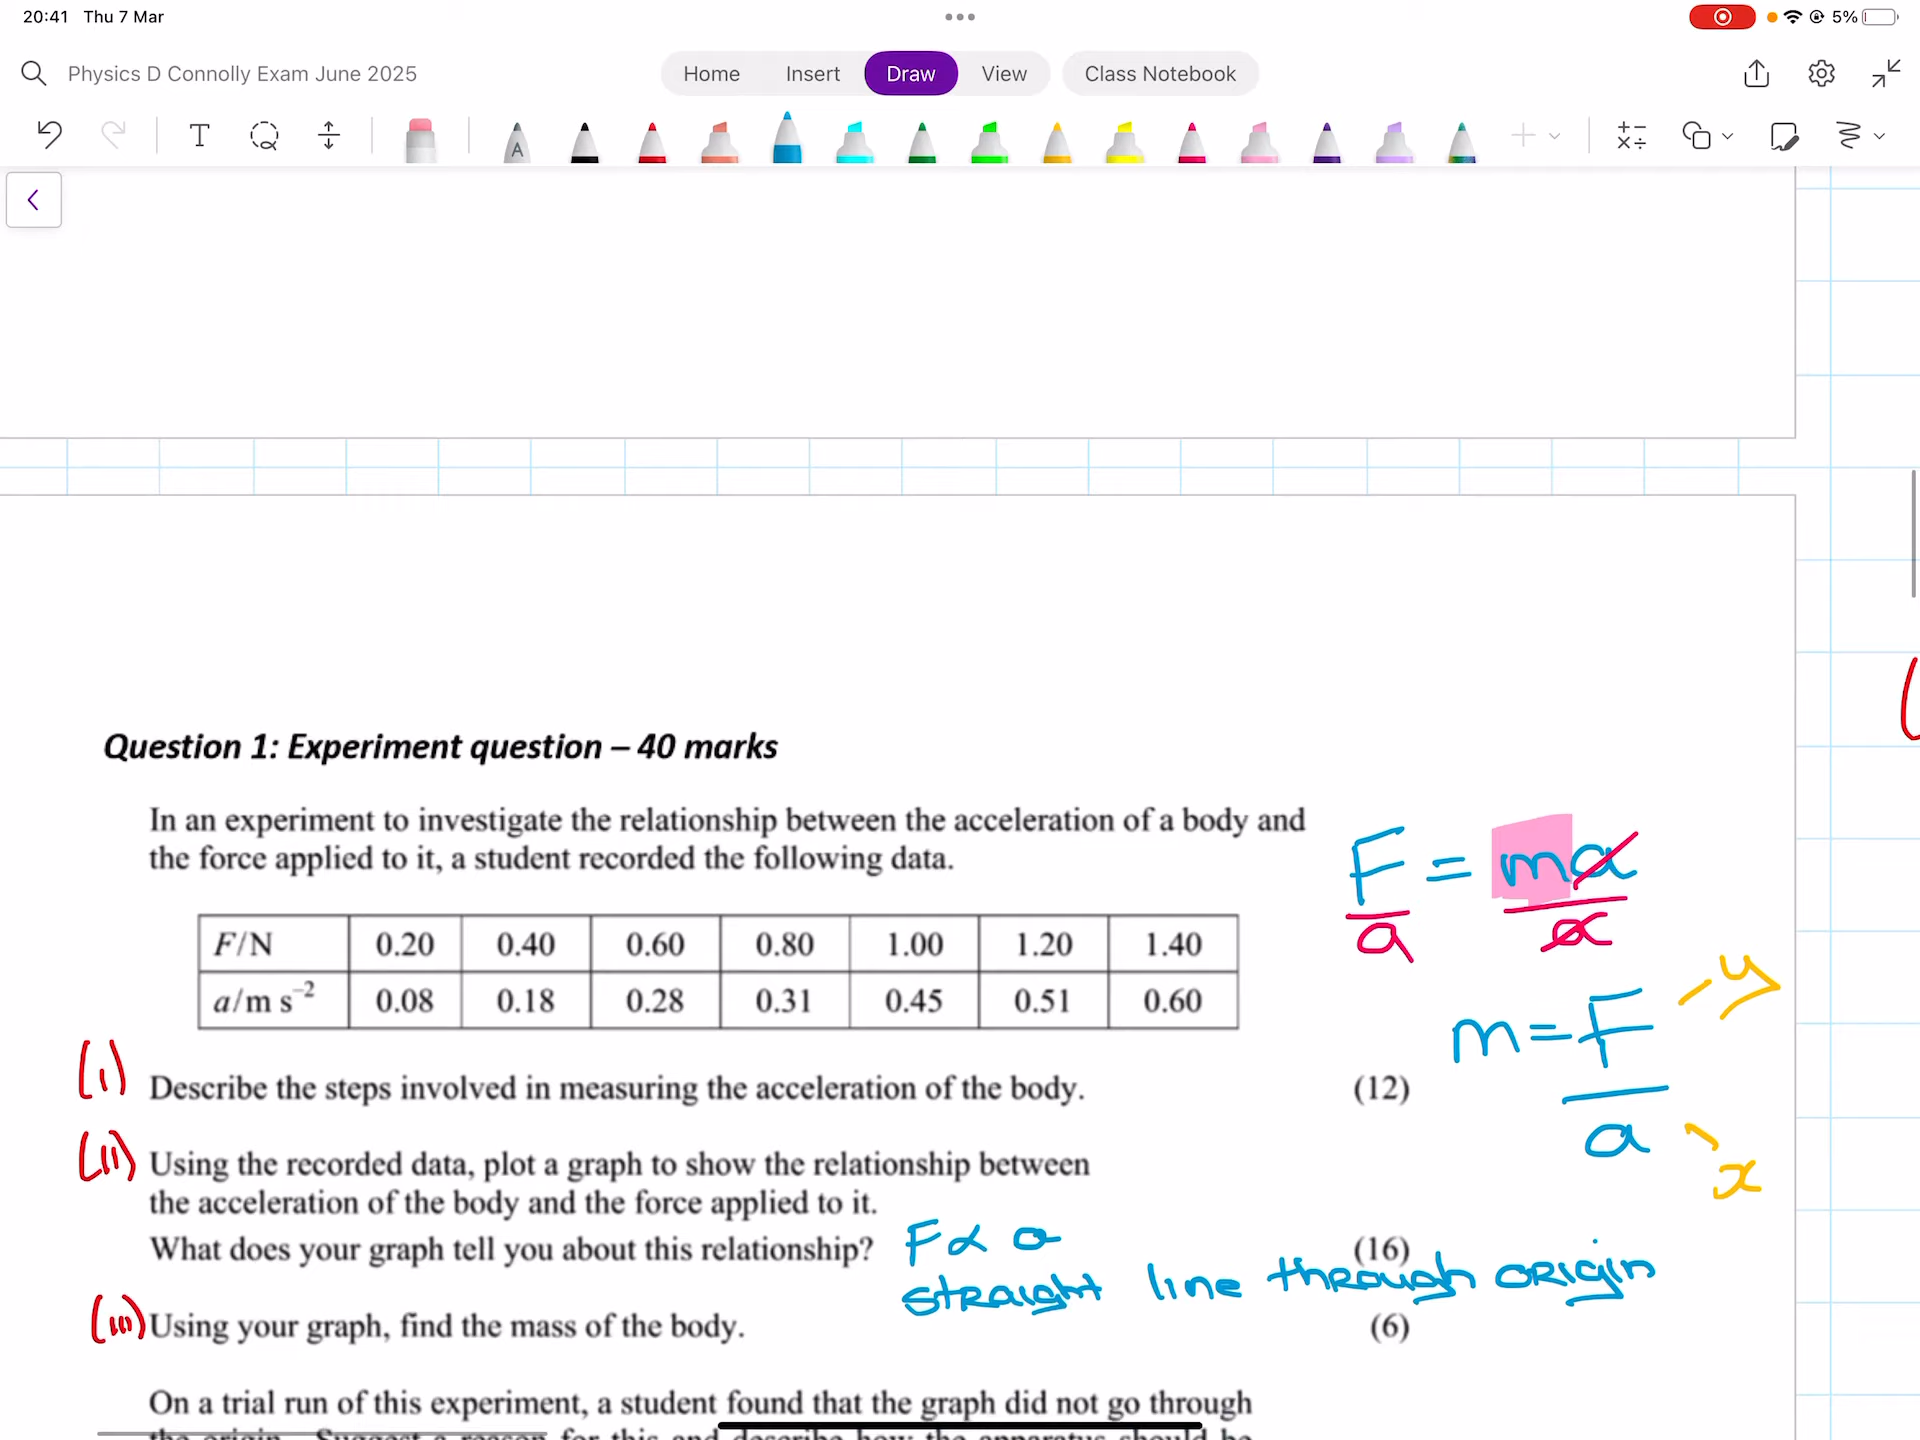 20:41 Thu 7 Mar
5%
Physics D Connolly Exam June 2025
Home Insert Draw View Class Notebook
T
A
Question 1: Experiment question – 40 marks
In an experiment to investigate the relationship between the acceleration of a body and
the force applied to it, a student recorded the following data.
F/N 0.20 0.40 0.60 0.80 1.00 1.20 1.40
a/m s⁻² 0.08 0.18 0.28 0.31 0.45 0.51 0.60
F = ma
a a
m = F
a
y
x
(i) Describe the steps involved in measuring the acceleration of the body. (12)
(ii) Using the recorded data, plot a graph to show the relationship between
the acceleration of the body and the force applied to it.
What does your graph tell you about this relationship? (16)
F ∝ a
straight line through origin
(iii) Using your graph, find the mass of the body. (6)
On a trial run of this experiment, a student found that the graph did not go through